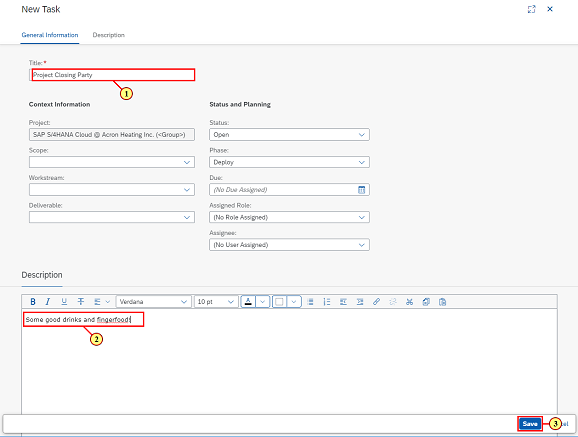 New Task
General Information Description
Title:*
Project Closing Party
1
Context Information Status and Planning
Project: Status:
SAP S/4HANA Cloud @ Acron Heating Inc. (<Group>) Open
Scope: Phase:
Deploy
Workstream: Due:
(No Due Assigned)
Deliverable: Assigned Role:
(No Role Assigned)
Assignee:
(No User Assigned)
Description
B I U T Verdana 10 pt A
Some good drinks and fingerfood!
2
Save 3